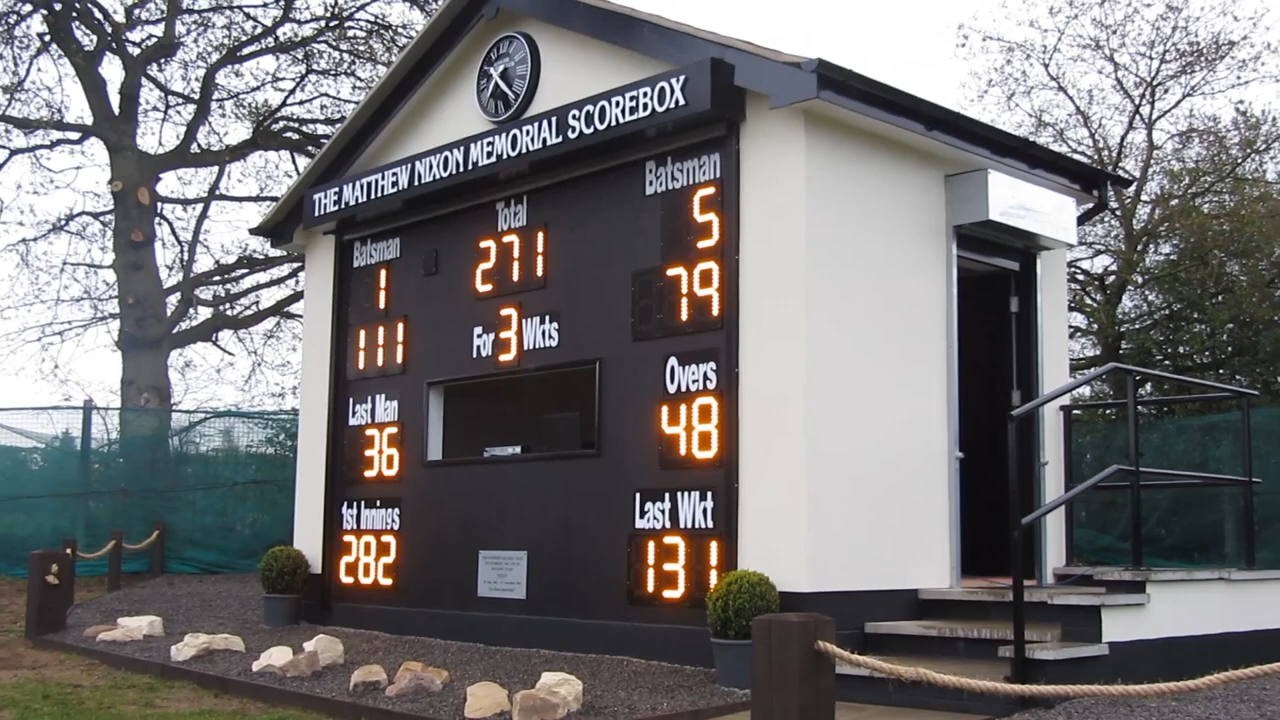 THE MATTHEW NIXON MEMORIAL SCOREBOX
Batsman
1
111
Total
271
For 3 Wkts
Batsman
5
79
Last Man
36
Overs
48
1st Innings
282
Last Wkt
131